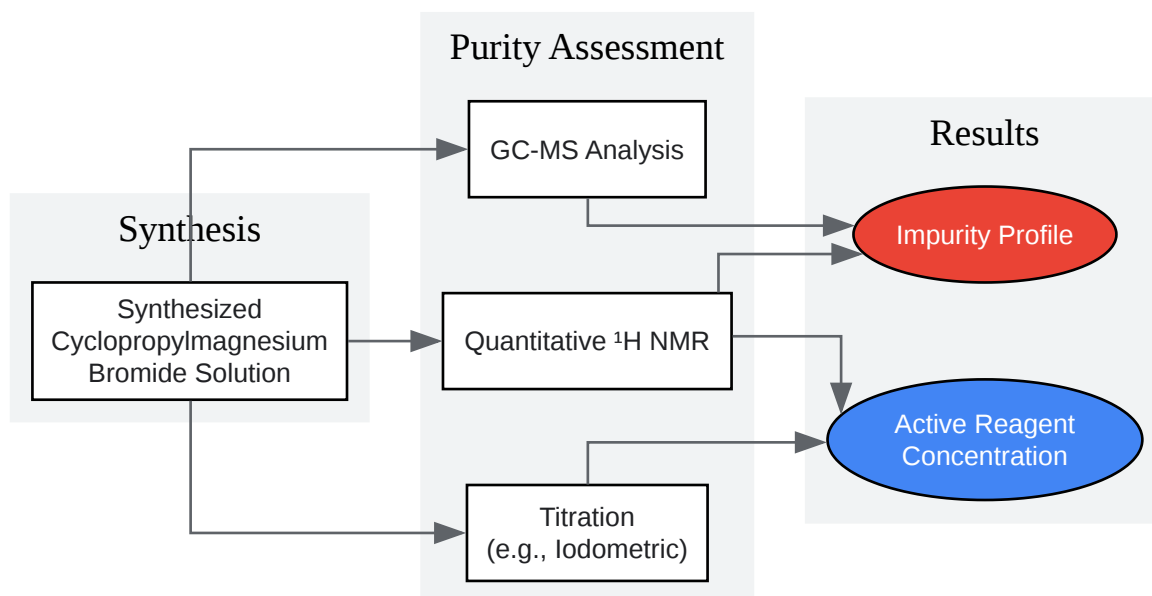 Synthesis
Synthesized
Cyclopropylmagnesium
Bromide Solution
Purity Assessment
GC-MS Analysis
Quantitative ¹H NMR
Titration
(e.g., Iodometric)
Results
Impurity Profile
Active Reagent
Concentration